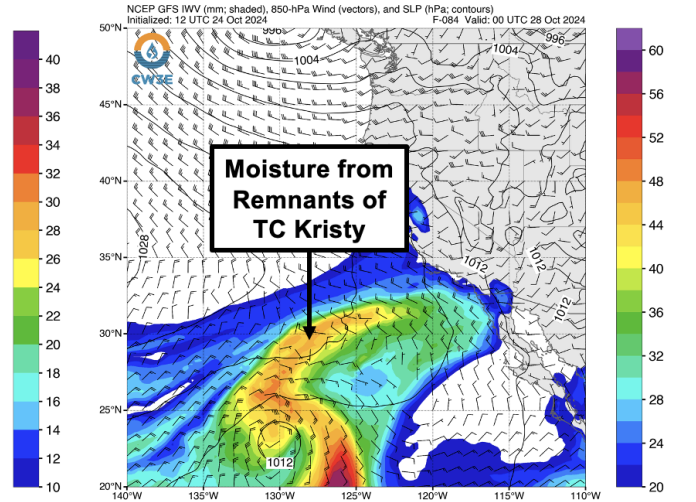 NCEP GFS IWV (mm; shaded), 850-hPa Wind (vectors), and SLP (hPa; contours)
Initialized: 12 UTC 24 Oct 2024 F-084 Valid: 00 UTC 28 Oct 2024
CW3E
Moisture from
Remnants of
TC Kristy
996
1004
1004
996
1028
1012
1012
1012
1012
50°N
45°N
40°N
35°N
30°N
25°N
20°N
140°W
135°W
130°W
125°W
120°W
115°W
110°W
40
38
36
34
32
30
28
26
24
22
20
18
16
14
12
10
60
56
52
48
44
40
36
32
28
24
20